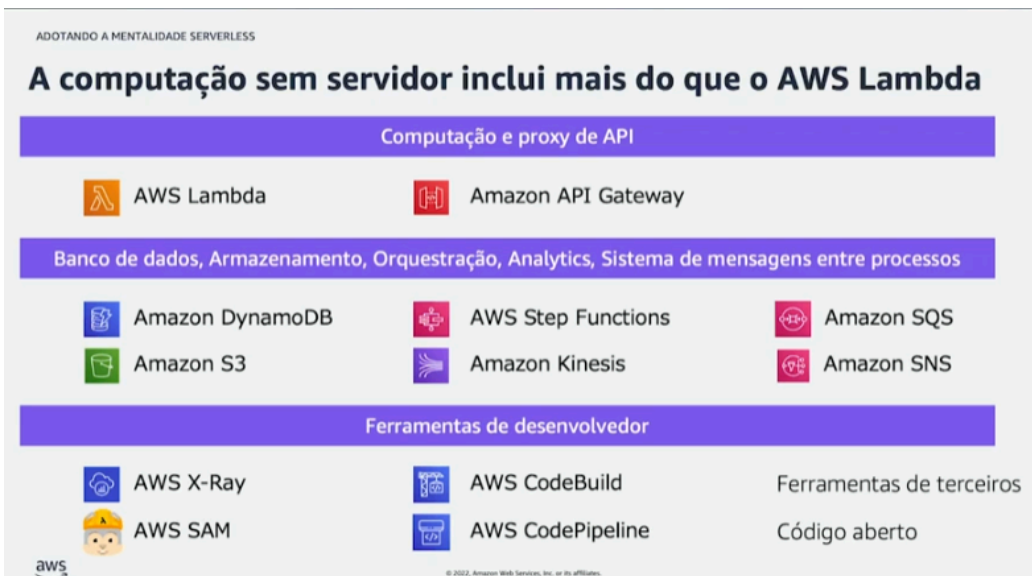 ADOTANDO A MENTALIDADE SERVERLESS
A computação sem servidor inclui mais do que o AWS Lambda
Computação e proxy de API
AWS Lambda
Amazon API Gateway
Banco de dados, Armazenamento, Orquestração, Analytics, Sistema de mensagens entre processos
Amazon DynamoDB
AWS Step Functions
Amazon SQS
Amazon S3
Amazon Kinesis
Amazon SNS
Ferramentas de desenvolvedor
AWS X-Ray
AWS CodeBuild
Ferramentas de terceiros
AWS SAM
AWS CodePipeline
Código aberto
aws
© 2022, Amazon Web Services, Inc. or its affiliates.